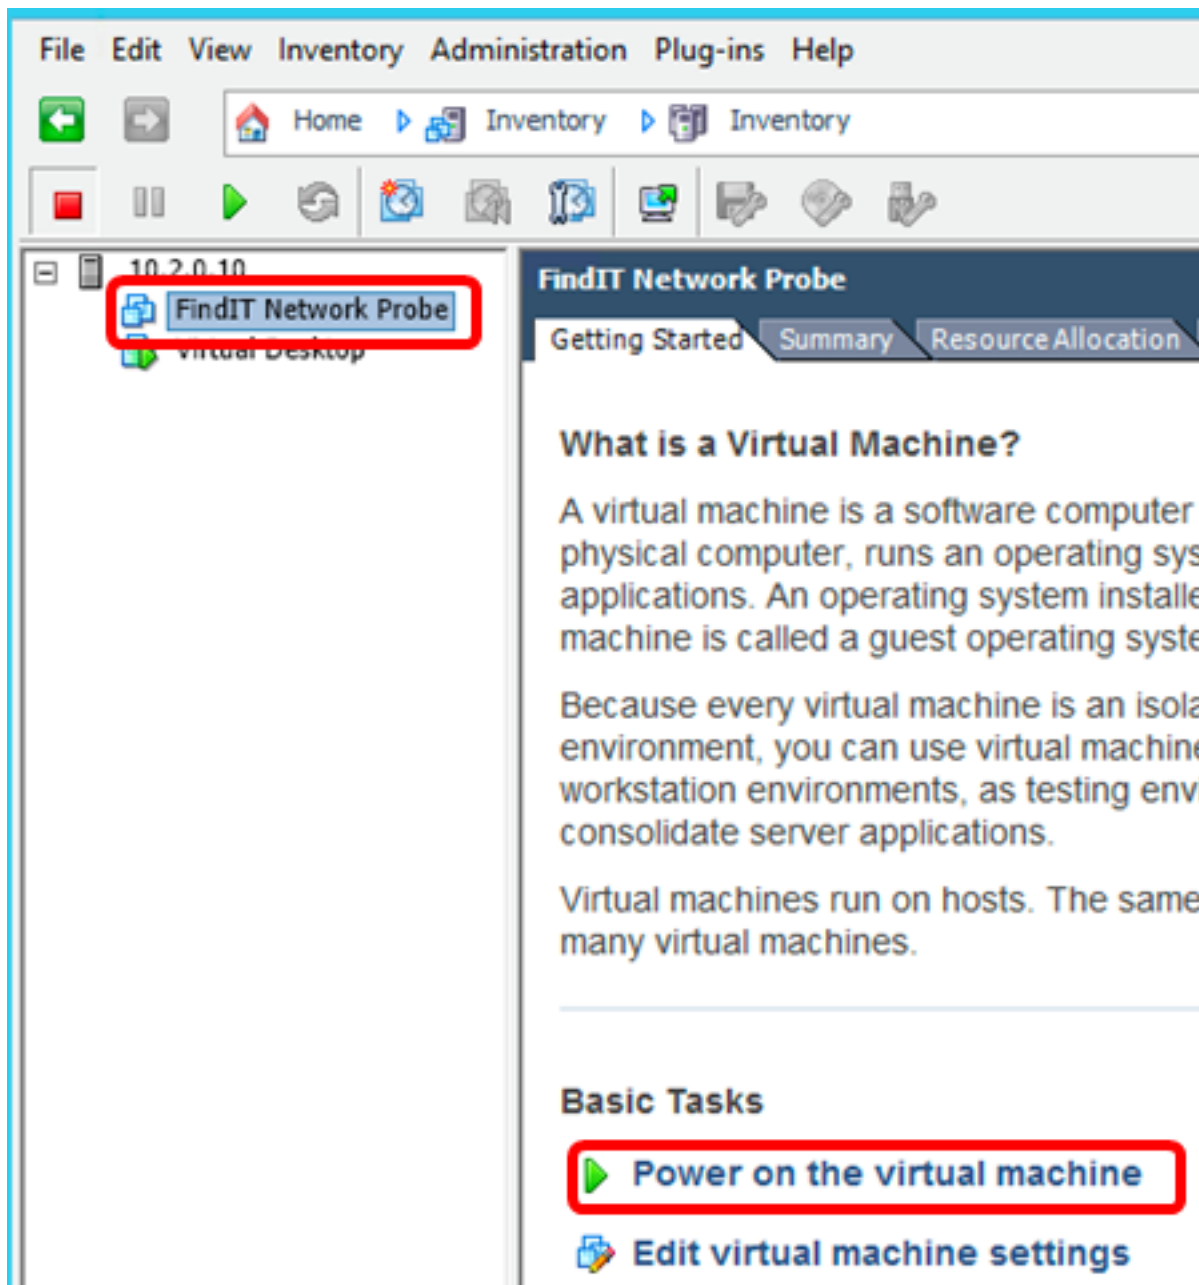 File Edit View Inventory Administration Plug-ins Help
Home Inventory Inventory
10.2.0.10
FindIT Network Probe
Virtual Desktop
FindIT Network Probe
Getting Started Summary Resource Allocation
What is a Virtual Machine?
A virtual machine is a software computer
physical computer, runs an operating sys
applications. An operating system installe
machine is called a guest operating syste
Because every virtual machine is an isola
environment, you can use virtual machine
workstation environments, as testing envi
consolidate server applications.
Virtual machines run on hosts. The same
many virtual machines.
Basic Tasks
Power on the virtual machine
Edit virtual machine settings